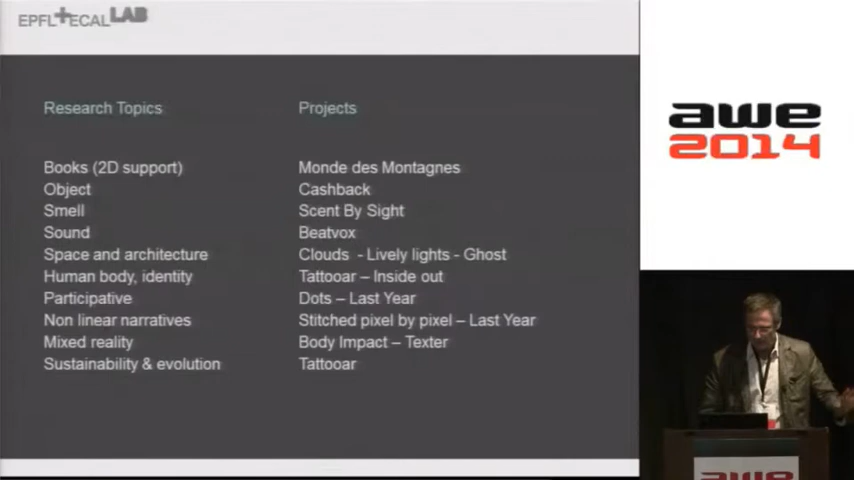 EPFL+ECAL LAB
Research Topics
Projects
Books (2D support)
Monde des Montagnes
Object
Cashback
Smell
Scent By Sight
Sound
Beatvox
Space and architecture
Clouds - Lively lights - Ghost
Human body, identity
Tattooar – Inside out
Participative
Dots – Last Year
Non linear narratives
Stitched pixel by pixel – Last Year
Mixed reality
Body Impact – Texter
Sustainability & evolution
Tattooar
awe
2014
awe